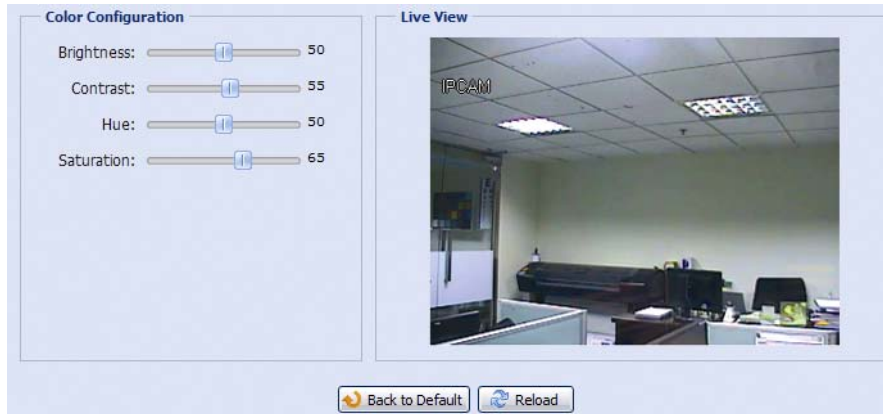 Color Configuration
Brightness: 50
Contrast: 55
Hue: 50
Saturation: 65
Live View
IPCAM
Back to Default
Reload